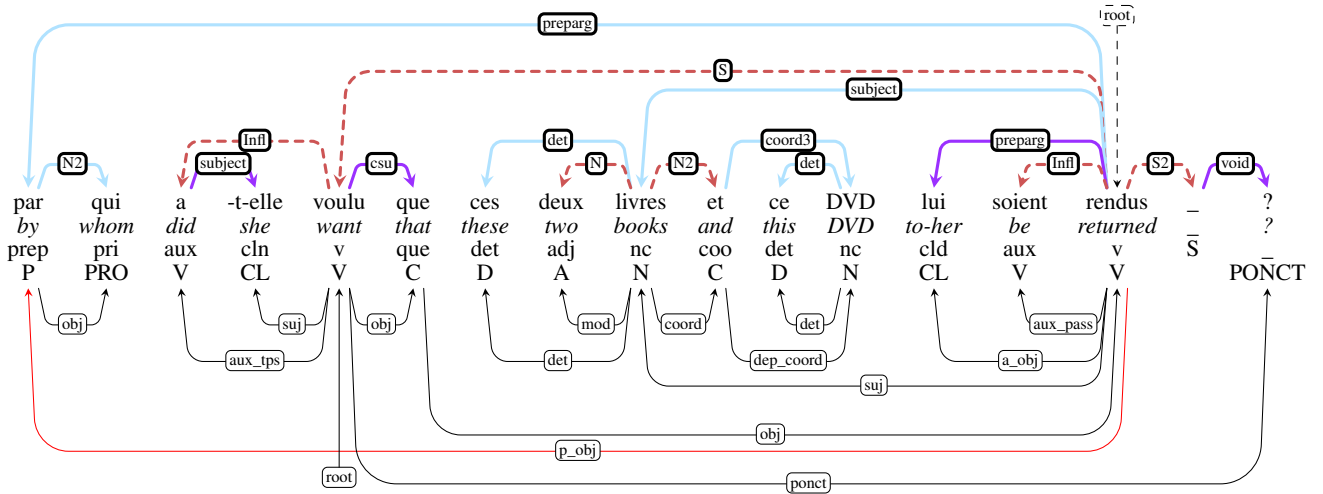 root
preparg
S
subject
Infl
det
coord3
preparg
N2
subject
csu
N
N2
det
Infl
S2
void
par qui a -t-elle voulu que ces deux livres et ce DVD lui soient rendus _ ?
by whom did she want that these two books and this DVD to-her be returned ?
prep pri aux cln v que det adj nc coo det nc cld aux v S _
P PRO V CL V C D A N C D N CL V V PONCT
obj suj obj mod coord det aux_pass
aux_tps det dep_coord a_obj
suj
obj
p_obj
root
ponct